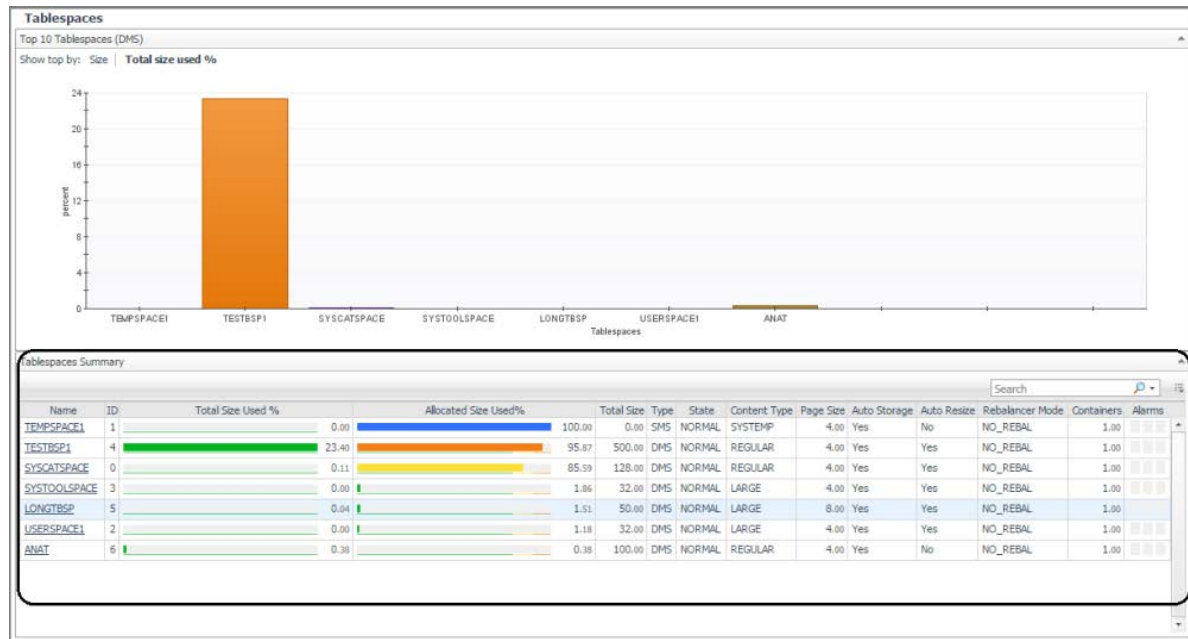 Tablespaces
Top 10 Tablespaces (DMS)
Show top by: Size | Total size used %
24
20
16
12
8
4
0
percent
TEMPSPACE1 TESTBSP1 SYSCATSPACE SYSTOOLSPACE LONGTBSP USERSPACE1 ANAT
Tablespaces
Tablespaces Summary
Search
Name ID Total Size Used % Allocated Size Used% Total Size Type State Content Type Page Size Auto Storage Auto Resize Rebalancer Mode Containers Alarms
TEMPSPACE1 1 0.00 100.00 0.00 SMS NORMAL SYSTEMP 4.00 Yes No NO_REBAL 1.00
TESTBSP1 4 23.40 95.87 500.00 DMS NORMAL REGULAR 4.00 Yes Yes NO_REBAL 1.00
SYSCATSPACE 0 0.11 85.59 128.00 DMS NORMAL REGULAR 4.00 Yes Yes NO_REBAL 1.00
SYSTOOLSPACE 3 0.00 1.86 32.00 DMS NORMAL LARGE 4.00 Yes Yes NO_REBAL 1.00
LONGTBSP 5 0.04 1.51 50.00 DMS NORMAL LARGE 8.00 Yes Yes NO_REBAL 1.00
USERSPACE1 2 0.00 1.18 32.00 DMS NORMAL LARGE 4.00 Yes Yes NO_REBAL 1.00
ANAT 6 0.38 0.38 100.00 DMS NORMAL REGULAR 4.00 Yes No NO_REBAL 1.00